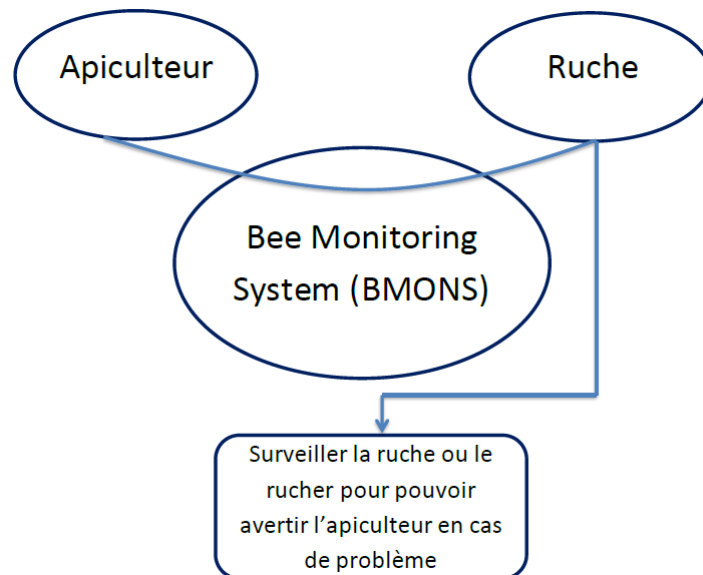 Apiculteur
Ruche
Bee Monitoring
System (BMONS)
Surveiller la ruche ou le
rucher pour pouvoir
avertir l’apiculteur en cas
de problème